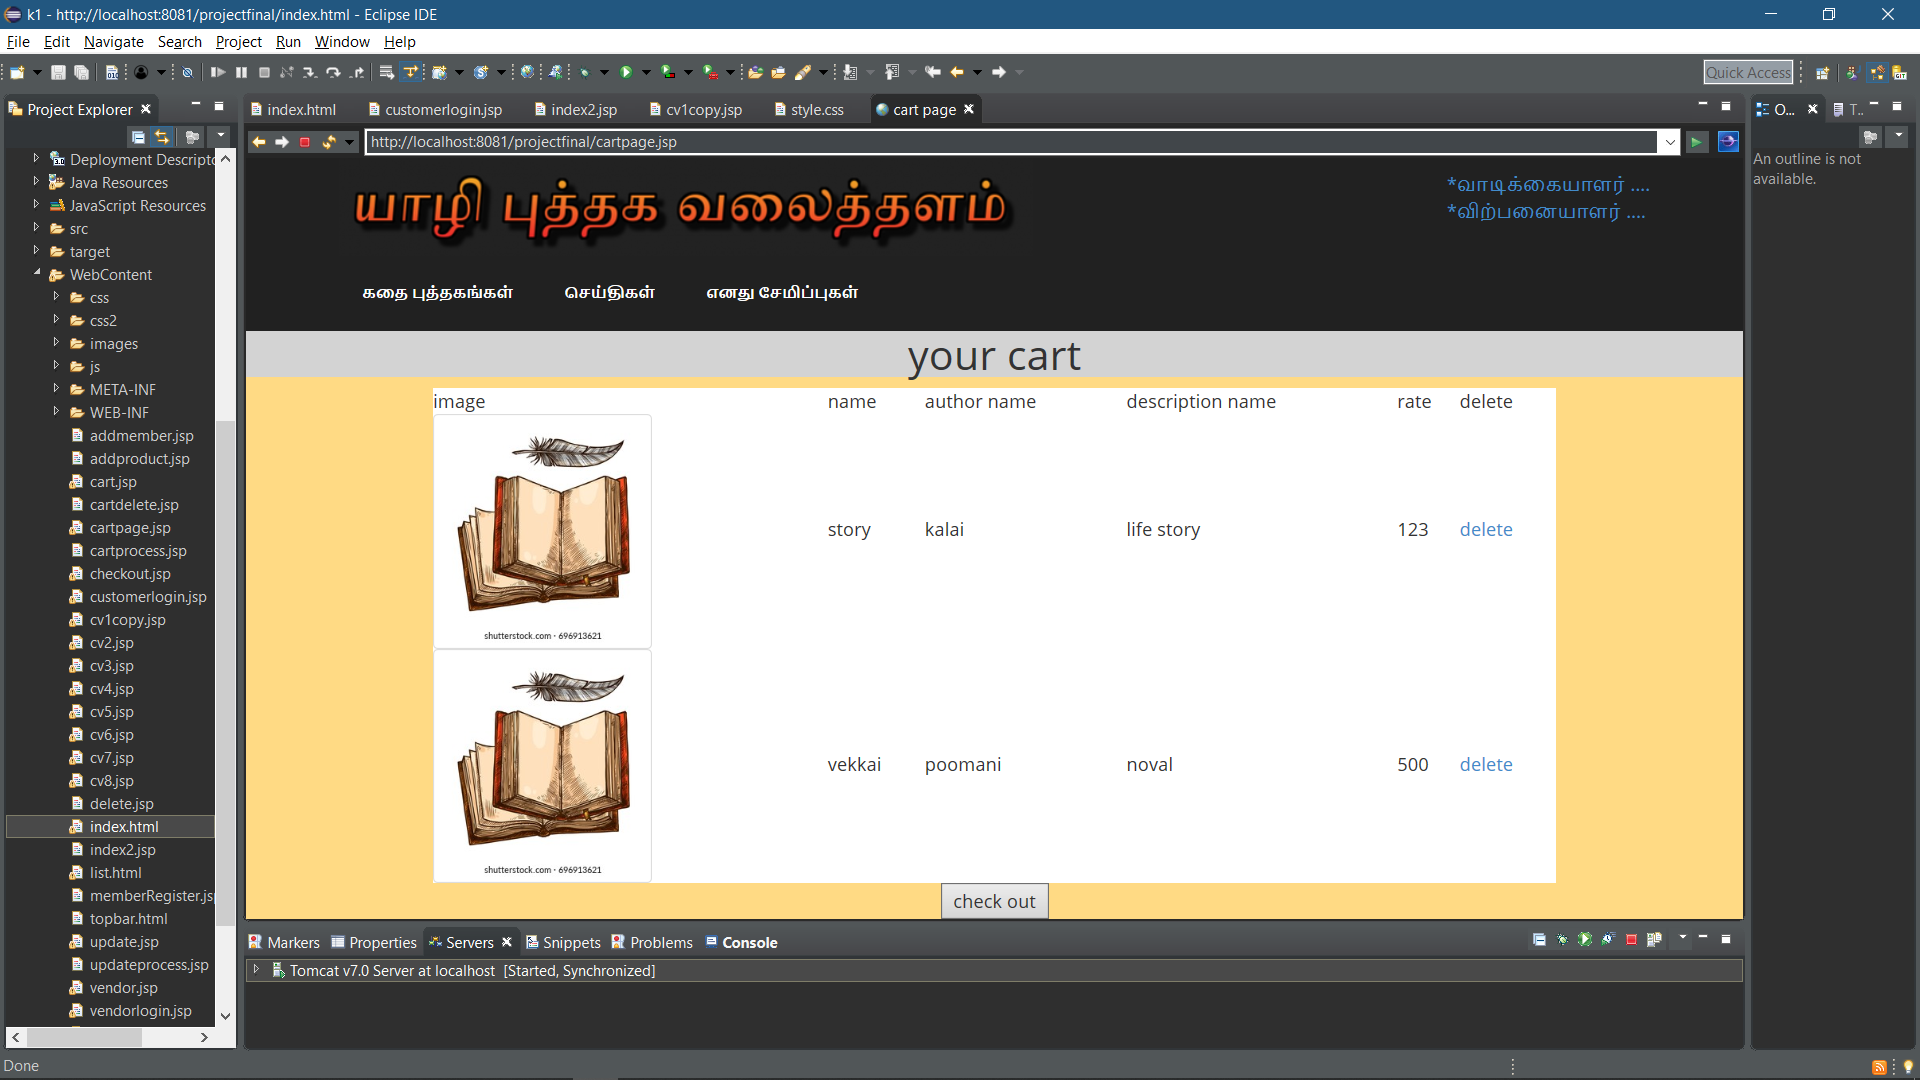 k1 - http://localhost:8081/projectfinal/index.html - Eclipse IDE
File Edit Navigate Search Project Run Window Help
Quick Access
Project Explorer
index.html customerlogin.jsp index2.jsp cv1copy.jsp style.css cart page
O... T..
http://localhost:8081/projectfinal/cartpage.jsp
An outline is not
available.
Deployment Descripto
Java Resources
JavaScript Resources
src
target
WebContent
css
css2
images
js
META-INF
WEB-INF
addmember.jsp
addproduct.jsp
cart.jsp
cartdelete.jsp
cartpage.jsp
cartprocess.jsp
checkout.jsp
customerlogin.jsp
cv1copy.jsp
cv2.jsp
cv3.jsp
cv4.jsp
cv5.jsp
cv6.jsp
cv7.jsp
cv8.jsp
delete.jsp
index.html
index2.jsp
list.html
memberRegister.jsp
topbar.html
update.jsp
updateprocess.jsp
vendor.jsp
vendorlogin.jsp
யாழி புத்தக வலைத்தளம்
*வாடிக்கையாளர் ....
*விற்பனையாளர் ....
கதை புத்தகங்கள் செய்திகள் எனது சேமிப்புகள்
your cart
image name author name description name rate delete
shutterstock.com · 696913621
story kalai life story 123 delete
shutterstock.com · 696913621
vekkai poomani noval 500 delete
check out
Markers Properties Servers Snippets Problems Console
Tomcat v7.0 Server at localhost [Started, Synchronized]
Done